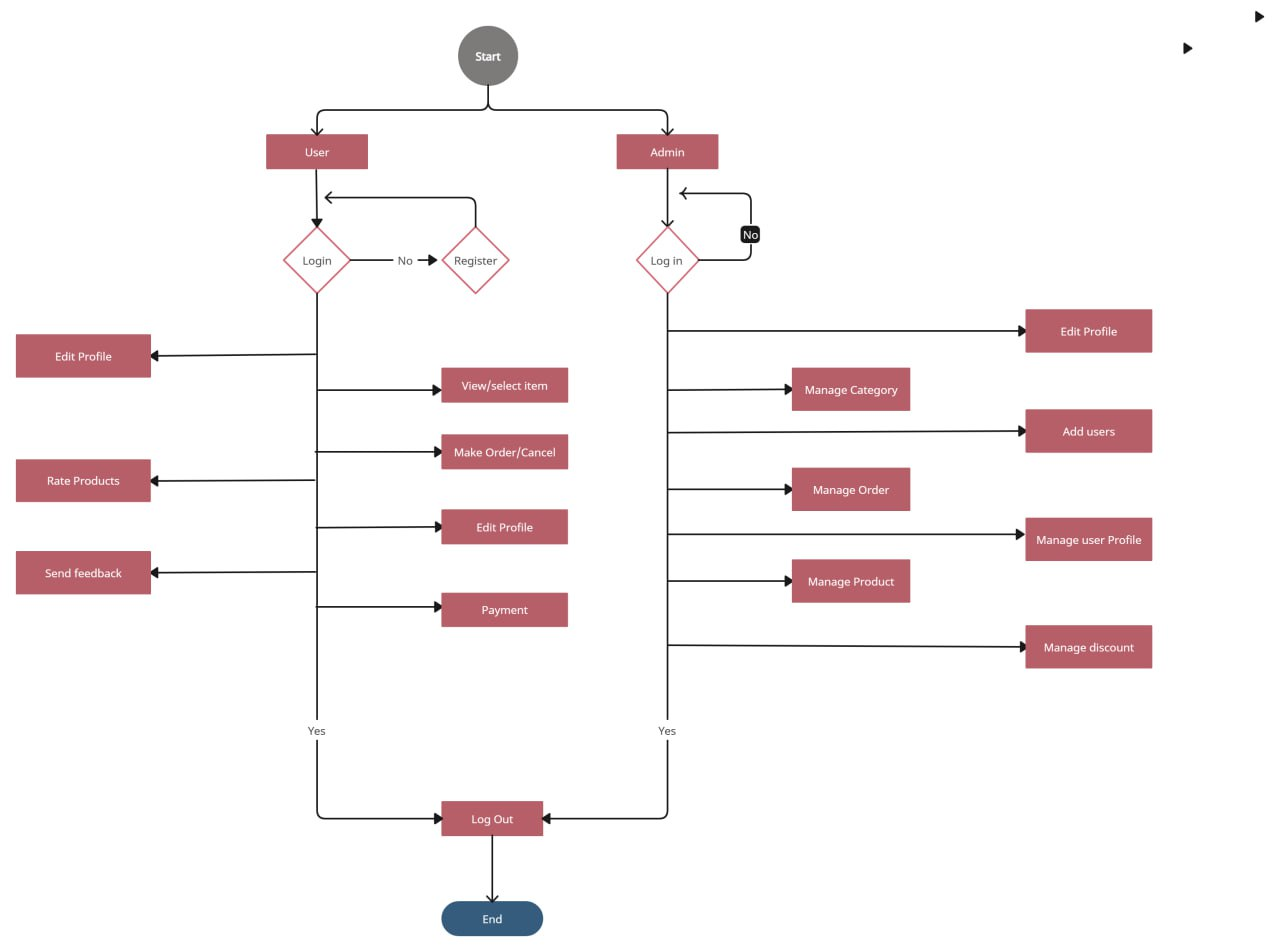 Start
User
Admin
No
Login
No
Register
Log in
Edit Profile
Edit Profile
View/select item
Manage Category
Add users
Make Order/Cancel
Rate Products
Manage Order
Edit Profile
Manage user Profile
Send feedback
Manage Product
Payment
Manage discount
Yes
Yes
Log Out
End